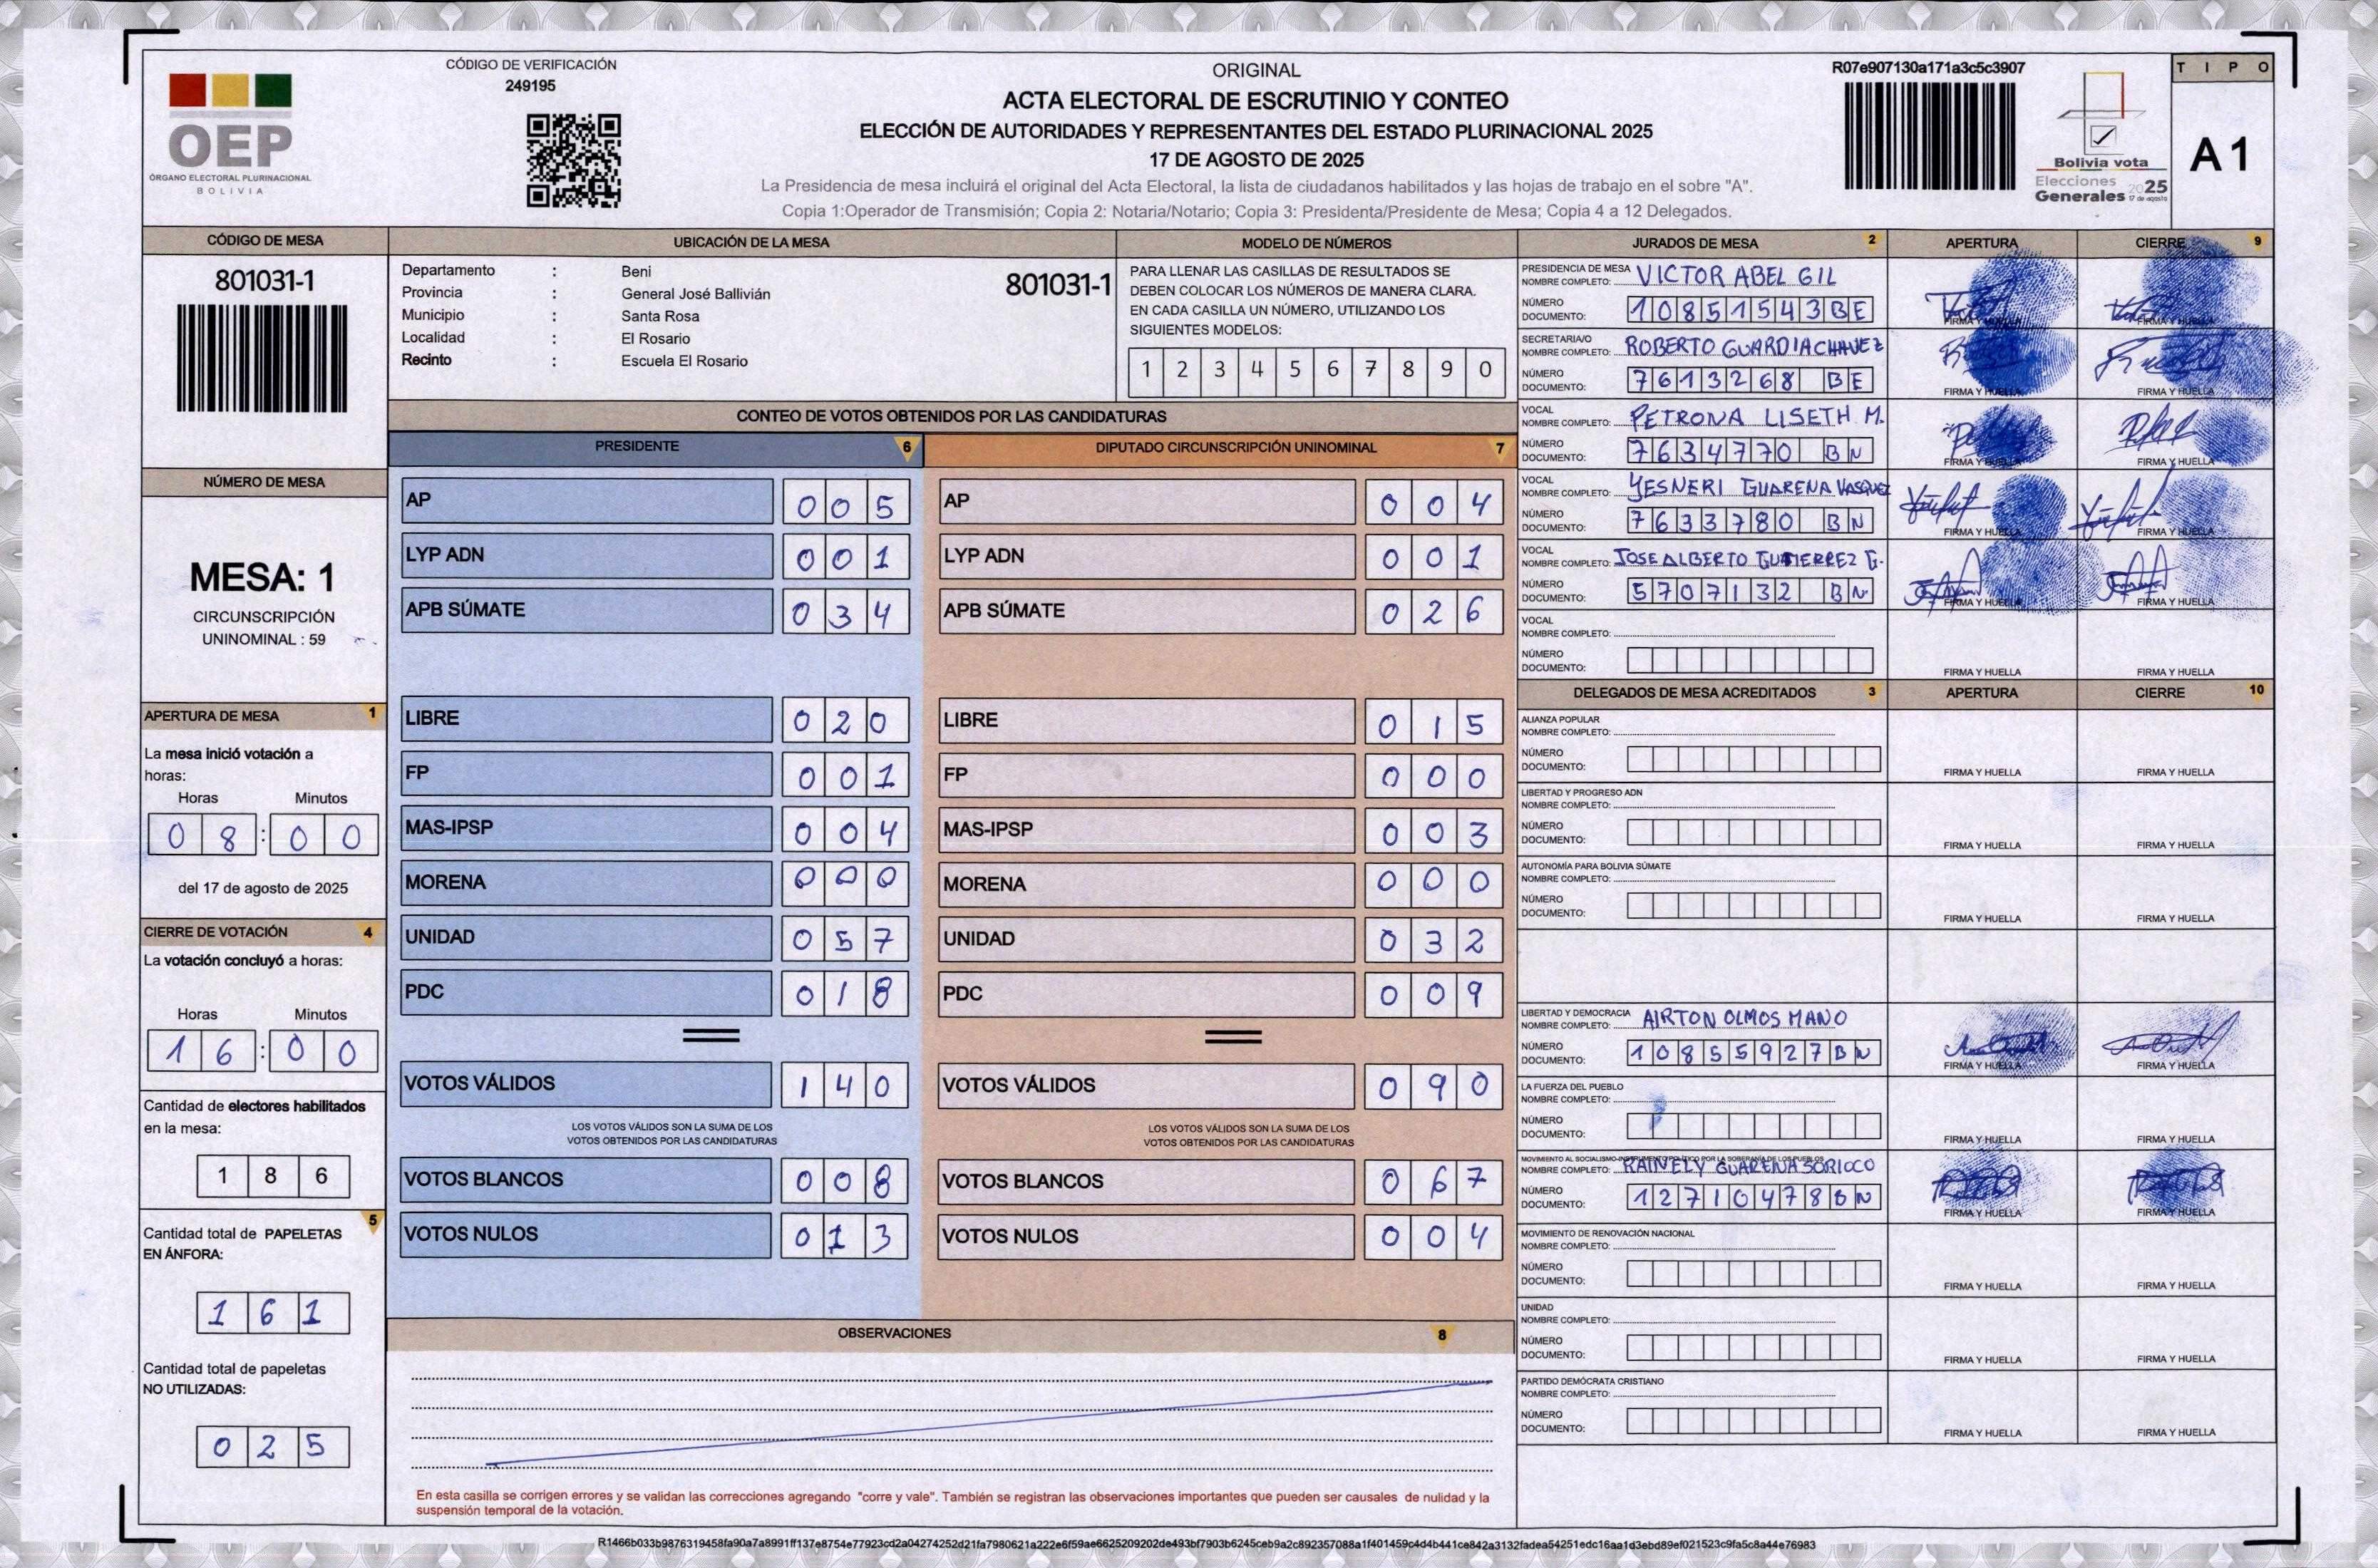 CÓDIGO DE VERIFICACIÓN
249195
OEP
ÓRGANO ELECTORAL PLURINACIONAL
BOLIVIA
ORIGINAL
ACTA ELECTORAL DE ESCRUTINIO Y CONTEO
ELECCIÓN DE AUTORIDADES Y REPRESENTANTES DEL ESTADO PLURINACIONAL 2025
17 DE AGOSTO DE 2025
La Presidencia de mesa incluirá el original del Acta Electoral, la lista de ciudadanos habilitados y las hojas de trabajo en el sobre "A".
Copia 1:Operador de Transmisión; Copia 2: Notaria/Notario; Copia 3: Presidenta/Presidente de Mesa; Copia 4 a 12 Delegados.
R07e907130a171a3c5c3907
Bolivia vota
Elecciones
Generales 2025
17 de agosto
TIPO
A1
CÓDIGO DE MESA
801031-1
NÚMERO DE MESA
MESA: 1
CIRCUNSCRIPCIÓN
UNINOMINAL : 59
APERTURA DE MESA 1
La mesa inició votación a
horas:
Horas Minutos
08:00
del 17 de agosto de 2025
CIERRE DE VOTACIÓN 4
La votación concluyó a horas:
Horas Minutos
16:00
Cantidad de electores habilitados
en la mesa:
186
Cantidad total de PAPELETAS 5
EN ÁNFORA:
161
Cantidad total de papeletas
NO UTILIZADAS:
025
UBICACIÓN DE LA MESA
Departamento : Beni
801031-1
Provincia : General José Ballivián
Municipio : Santa Rosa
Localidad : El Rosario
Recinto : Escuela El Rosario
MODELO DE NÚMEROS
PARA LLENAR LAS CASILLAS DE RESULTADOS SE
DEBEN COLOCAR LOS NÚMEROS DE MANERA CLARA.
EN CADA CASILLA UN NÚMERO, UTILIZANDO LOS
SIGUIENTES MODELOS:
1 2 3 4 5 6 7 8 9 0
CONTEO DE VOTOS OBTENIDOS POR LAS CANDIDATURAS
PRESIDENTE 6
AP 005
LYP ADN 001
APB SÚMATE 034
LIBRE 020
FP 001
MAS-IPSP 004
MORENA 000
UNIDAD 057
PDC 018
VOTOS VÁLIDOS 140
LOS VOTOS VÁLIDOS SON LA SUMA DE LOS
VOTOS OBTENIDOS POR LAS CANDIDATURAS
VOTOS BLANCOS 008
VOTOS NULOS 013
DIPUTADO CIRCUNSCRIPCIÓN UNINOMINAL 7
AP 004
LYP ADN 001
APB SÚMATE 026
LIBRE 015
FP 000
MAS-IPSP 003
MORENA 000
UNIDAD 032
PDC 009
VOTOS VÁLIDOS 090
LOS VOTOS VÁLIDOS SON LA SUMA DE LOS
VOTOS OBTENIDOS POR LAS CANDIDATURAS
VOTOS BLANCOS 067
VOTOS NULOS 004
OBSERVACIONES 8
En esta casilla se corrigen errores y se validan las correcciones agregando "corre y vale". También se registran las observaciones importantes que pueden ser causales de nulidad y la
suspensión temporal de la votación.
JURADOS DE MESA 2 APERTURA CIERRE 9
PRESIDENCIA DE MESA
NOMBRE COMPLETO: VICTOR ABEL GIL
NÚMERO
DOCUMENTO: 10851543BE
FIRMA Y HUELLA FIRMA Y HUELLA
SECRETARIA/O
NOMBRE COMPLETO: ROBERTO GUARDIA CHAVEZ
NÚMERO
DOCUMENTO: 7613268 BE
FIRMA Y HUELLA FIRMA Y HUELLA
VOCAL
NOMBRE COMPLETO: PETRONA LISETH M.
NÚMERO
DOCUMENTO: 7634770 BN
FIRMA Y HUELLA FIRMA Y HUELLA
VOCAL
NOMBRE COMPLETO: YESNERI GUARENA VASQUEZ
NÚMERO
DOCUMENTO: 7633780 BN
FIRMA Y HUELLA FIRMA Y HUELLA
VOCAL
NOMBRE COMPLETO: JOSE ALBERTO GUTIERREZ G.
NÚMERO
DOCUMENTO: 5707132 BN
FIRMA Y HUELLA FIRMA Y HUELLA
VOCAL
NOMBRE COMPLETO:
NÚMERO
DOCUMENTO:
FIRMA Y HUELLA FIRMA Y HUELLA
DELEGADOS DE MESA ACREDITADOS 3 APERTURA CIERRE 10
ALIANZA POPULAR
NOMBRE COMPLETO:
NÚMERO
DOCUMENTO:
FIRMA Y HUELLA FIRMA Y HUELLA
LIBERTAD Y PROGRESO ADN
NOMBRE COMPLETO:
NÚMERO
DOCUMENTO:
FIRMA Y HUELLA FIRMA Y HUELLA
AUTONOMÍA PARA BOLIVIA SÚMATE
NOMBRE COMPLETO:
NÚMERO
DOCUMENTO:
FIRMA Y HUELLA FIRMA Y HUELLA
LIBERTAD Y DEMOCRACIA
NOMBRE COMPLETO: AIRTON OLMOS MANO
NÚMERO
DOCUMENTO: 10855927BN
FIRMA Y HUELLA FIRMA Y HUELLA
LA FUERZA DEL PUEBLO
NOMBRE COMPLETO:
NÚMERO
DOCUMENTO:
FIRMA Y HUELLA FIRMA Y HUELLA
MOVIMIENTO AL SOCIALISMO-INSTRUMENTO POLÍTICO POR LA SOBERANÍA DE LOS PUEBLOS
NOMBRE COMPLETO: RAINELY GUARENA SORIOCO
NÚMERO
DOCUMENTO: 12710478BN
FIRMA Y HUELLA FIRMA Y HUELLA
MOVIMIENTO DE RENOVACIÓN NACIONAL
NOMBRE COMPLETO:
NÚMERO
DOCUMENTO:
FIRMA Y HUELLA FIRMA Y HUELLA
UNIDAD
NOMBRE COMPLETO:
NÚMERO
DOCUMENTO:
FIRMA Y HUELLA FIRMA Y HUELLA
PARTIDO DEMÓCRATA CRISTIANO
NOMBRE COMPLETO:
NÚMERO
DOCUMENTO:
FIRMA Y HUELLA FIRMA Y HUELLA